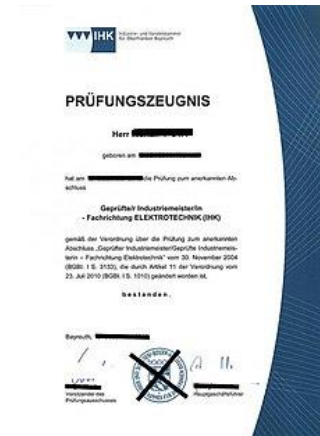 IHK Industrie- und Handelskammer
für Oberfranken Bayreuth
PRÜFUNGSZEUGNIS
Herr
geboren am
hat am die Prüfung zum anerkannten Ab-
schluss
Geprüfte/r Industriemeister/in
- Fachrichtung ELEKTROTECHNIK (IHK)
gemäß der Verordnung über die Prüfung zum anerkannten
Abschluss „Geprüfter Industriemeister/Geprüfte Industriemeis-
terin – Fachrichtung Elektrotechnik" vom 30. November 2004
(BGBl. I S. 3133), die durch Artikel 11 der Verordnung vom
23. Juli 2010 (BGBl. I S. 1010) geändert worden ist,
bestanden.
Bayreuth,
Vorsitzender des
Prüfungsausschusses
Hauptgeschäftsführer